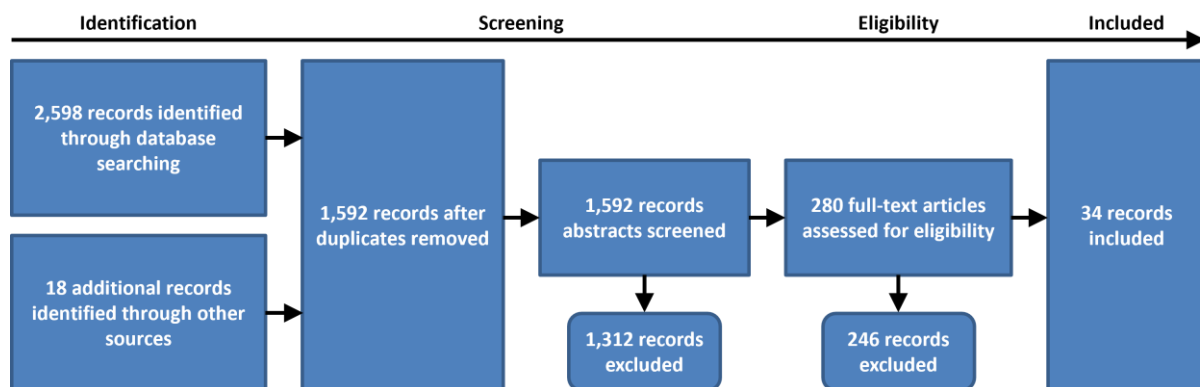 Identification
Screening
Eligibility
Included
2,598 records identified
through database
searching
18 additional records
identified through other
sources
1,592 records after
duplicates removed
1,592 records
abstracts screened
1,312 records
excluded
280 full-text articles
assessed for eligibility
246 records
excluded
34 records
included